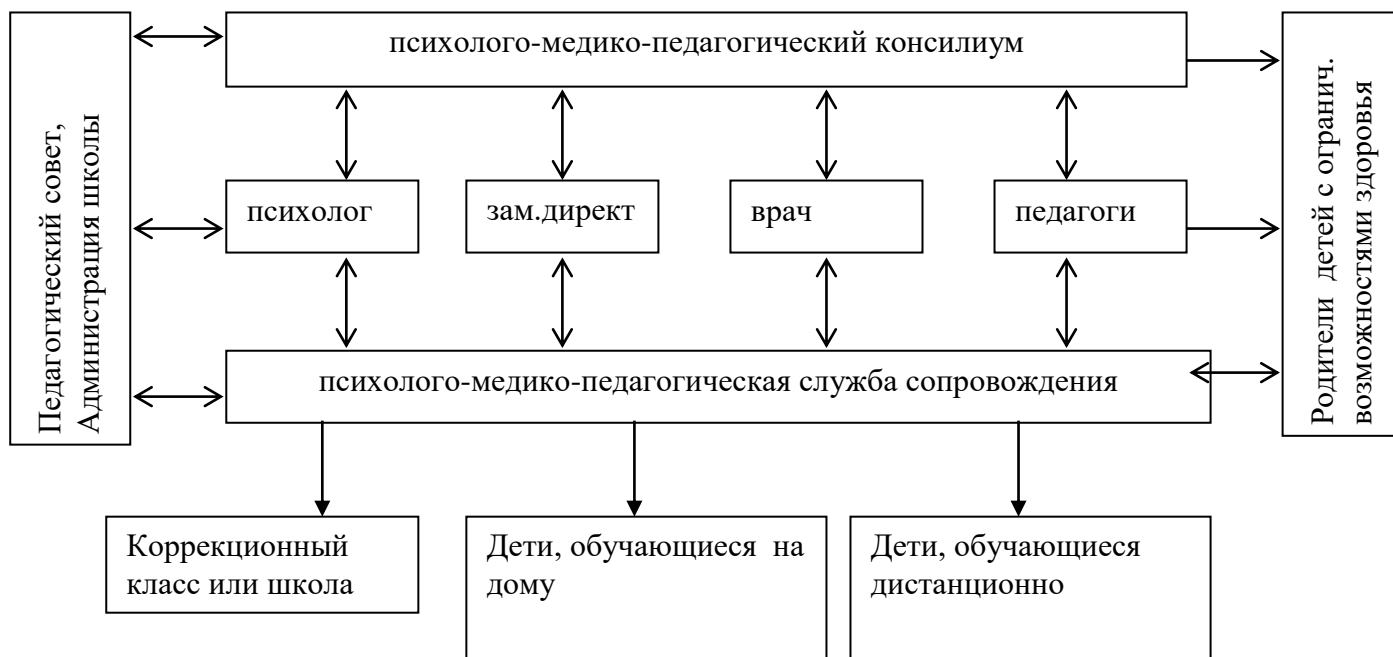 психолого-медико-педагогический консилиум
Педагогический совет,
Администрация школы
Родители детей с огранич.
возможностями здоровья
психолог
зам.директ
врач
педагоги
психолого-медико-педагогическая служба сопровождения
Коррекционный
класс или школа
Дети, обучающиеся на
дому
Дети, обучающиеся
дистанционно